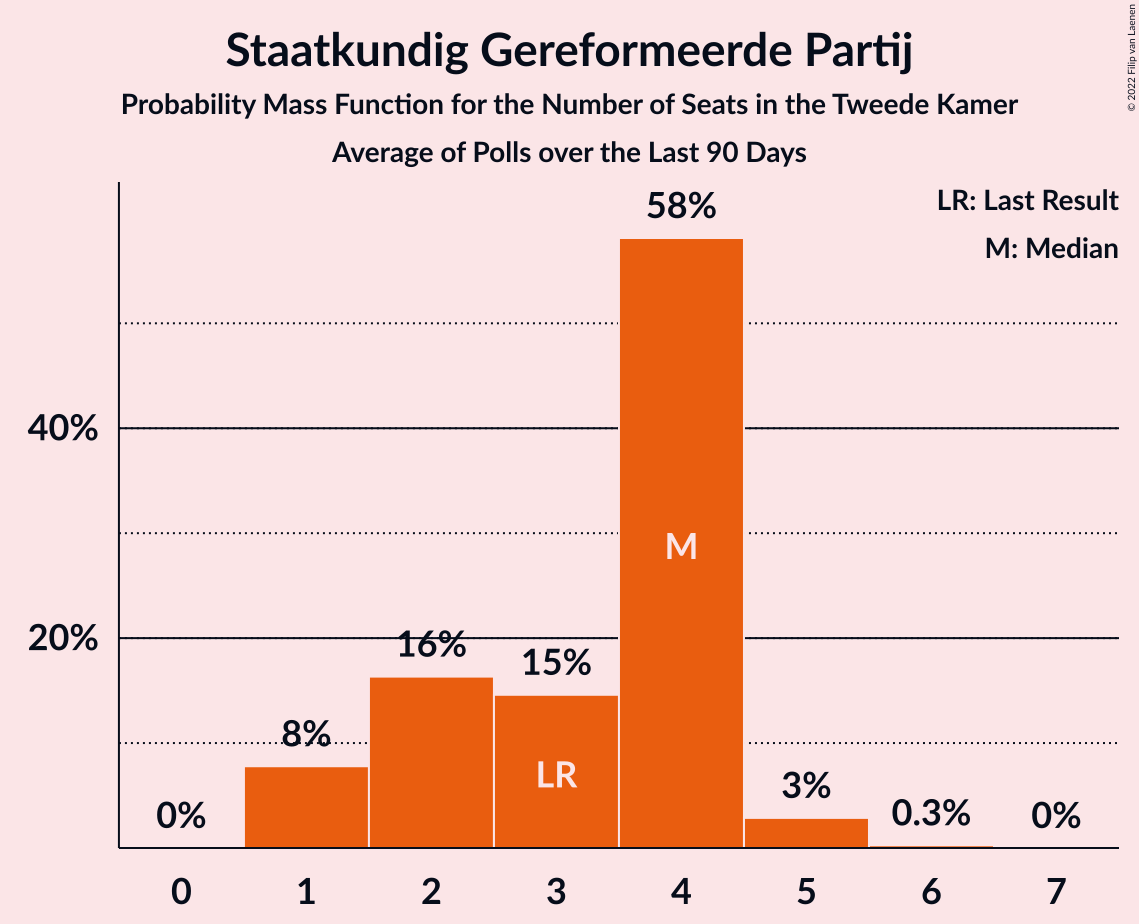 Staatkundig Gereformeerde Partij
Probability Mass Function for the Number of Seats in the Tweede Kamer
Average of Polls over the Last 90 Days
© 2022 Filip van Laenen
LR: Last Result
M: Median
58%
40%
M
20%
16%
15%
8%
LR
3%
0%
0.3%
0%
0 1 2 3 4 5 6 7